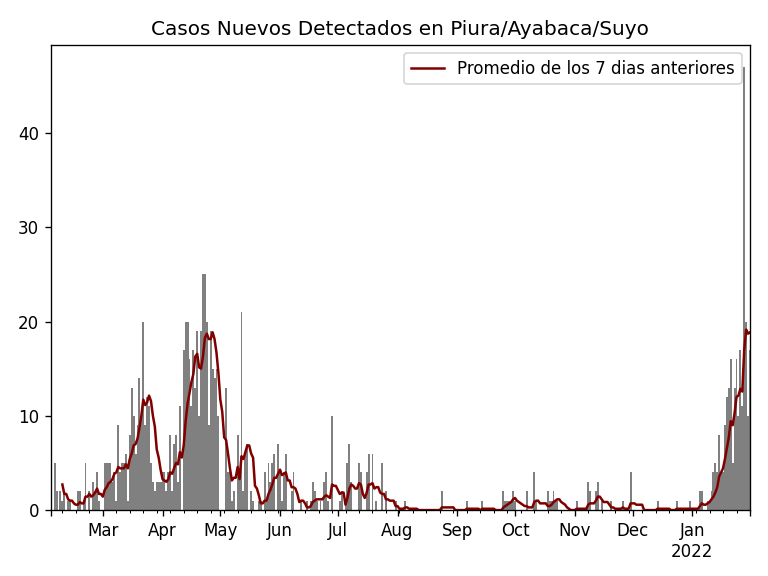 Casos Nuevos Detectados en Piura/Ayabaca/Suyo
Promedio de los 7 dias anteriores
40
30
20
10
0
Mar Apr May Jun Jul Aug Sep Oct Nov Dec Jan
2022